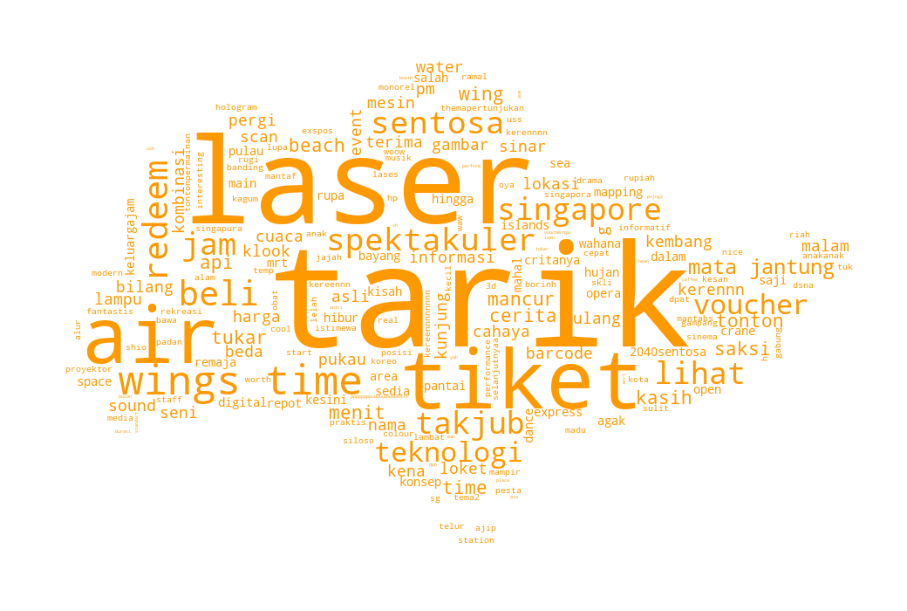 water
salah
ramal
monorel
pm
wing
hologram
mesin
themapertunjukan
pergi
exspos
event
sentosa
uss
scan
beach
terima
gambar
kerennnn
sinar
pulau
lupa
woow
musik
laser
rugi
banding
lases
sea
kombinasi
tontonpermainan
interesting
mantaf
main
kagum
rupa
hp
hingga
oya
lokasi
drama
rupiah
singapora
mapping
redeem
keluargajam
singapura
anak
waw
singapore
islands
informatif
riah
jam
cuaca
spektakuler
g
wahana
kembang
malam
api
klook
jajah
bayang
informasi
critanya
cepat
dalam
nice
anakanak
mrt
tarik
mahal
hujan
mata
jantung
tuk
modern
bilang
alam
temp
kereennn
kisah
kecil
3d
borinh
skli
kesan
saji
lampu
beli
obat
asli
mancur
opera
kerennn
dpat
dsna
fantastis
rekreasi
harga
lelah
hibur
real
kunjung
cerita
ulang
voucher
mantabs
gampang
tonton
alur
air
bawa
tukar
cool
istimewa
kereennnnnnnn
cahaya
crane
sinema
shio
padan
beda
start
pukau
posisi
koreo
performance
selanjutnyaa
barcode
2040sentosa
saksi
gabung
proyektor
remaja
area
tiket
kota
lihat
space
wings
worth
time
sedia
pantai
sulit
open
sound
staff
seni
digitalrepot
kesini
menit
kasih
media
praktis
nama
colour
takjub
dance
express
agak
siloso
lambat
madu
teknologi
kena
loket
mampir
konsep
time
pesta
sg
tema2
telur
ajip
station